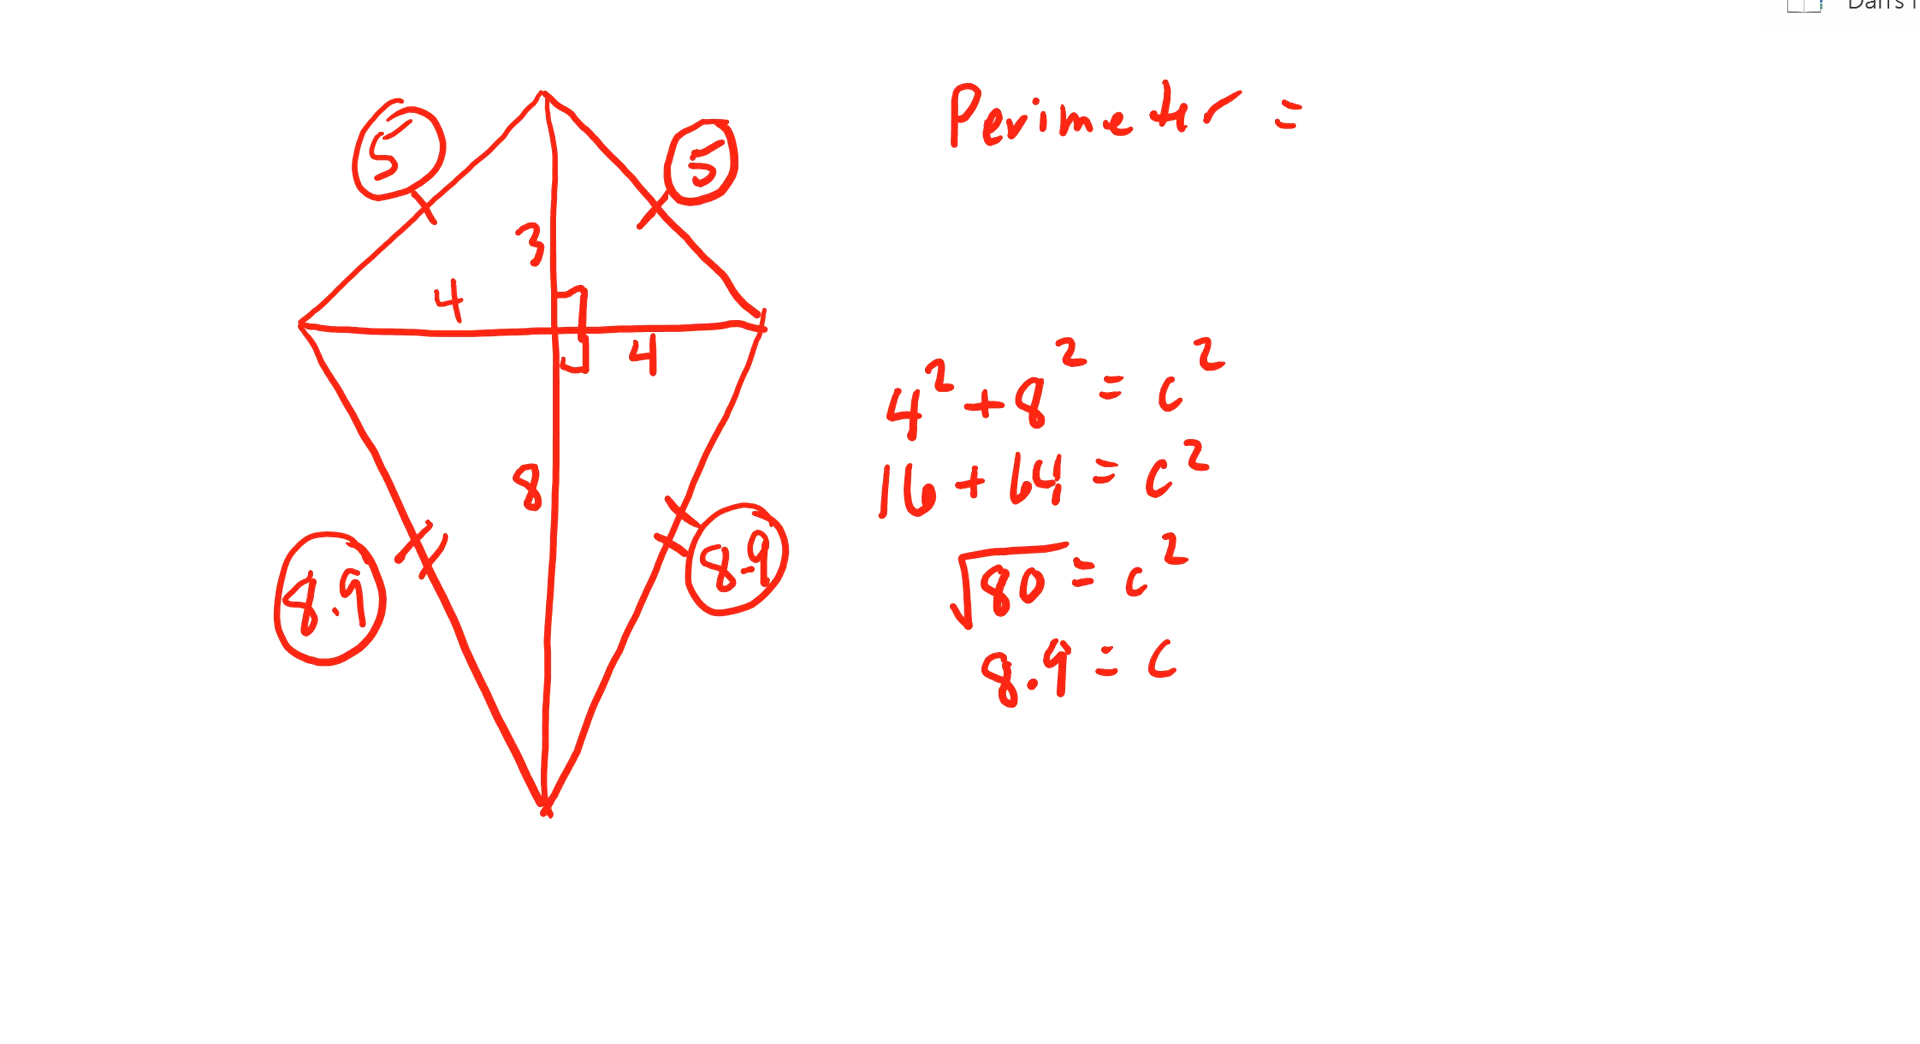 Dan's
Perimeter =
5
5
3
4
4
8
8.9
8.9
4² + 8² = c²
16 + 64 = c²
√80 = c²
8.9 = c